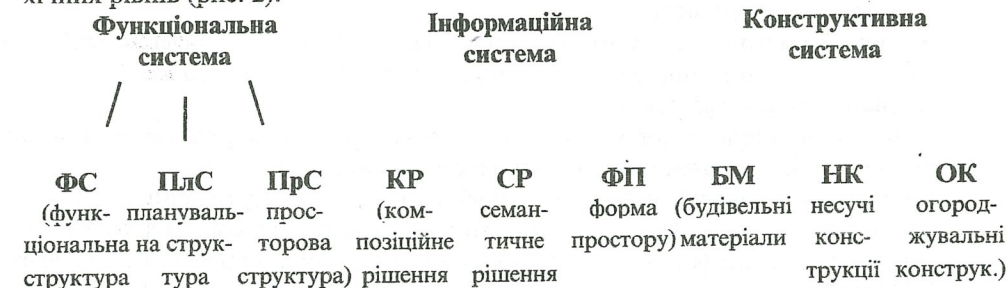 хічних рівнів (рис. 2).
Функціональна Інформаційна Конструктивна
система система система
ФС ПлС ПрС КР СР ФП БМ НК ОК
(функ- плануваль- прос- (ком- семан- форма (будівельні несучі огород-
ціональна на струк- торова позіційне тичне простору) матеріали конс- жувальні
структура тура структура) рішення рішення трукції конструк.)